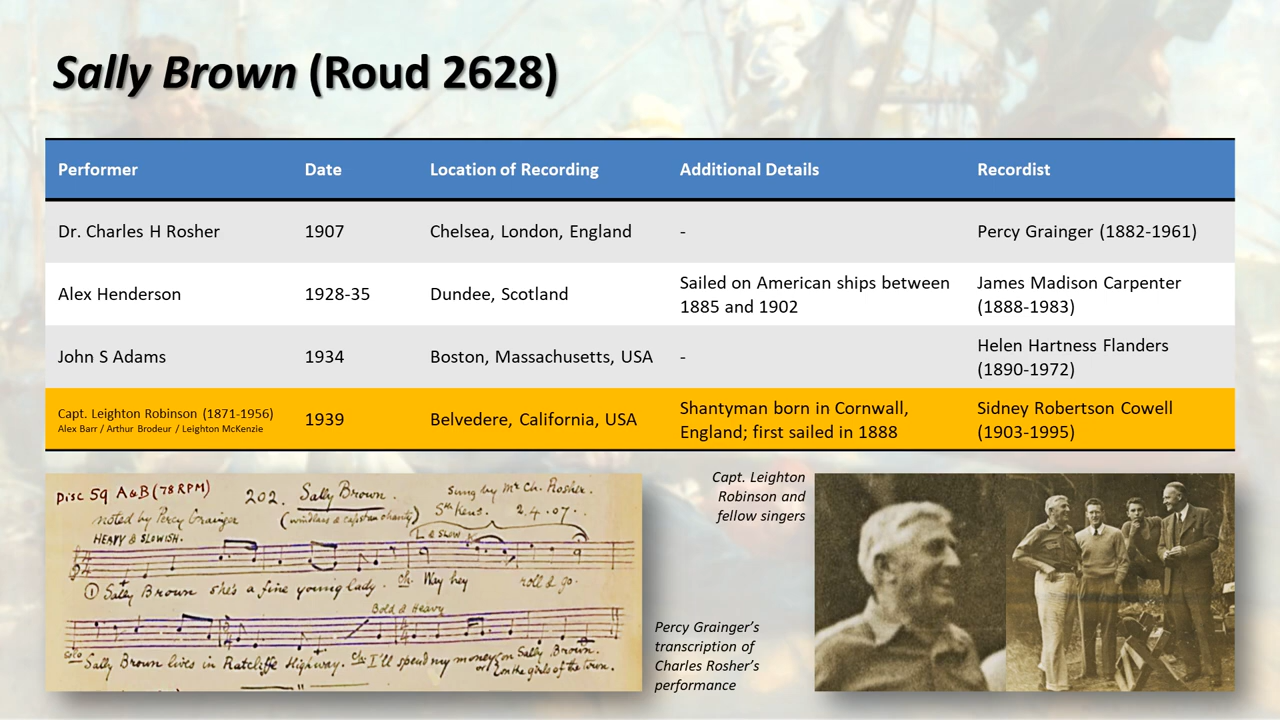 Sally Brown (Roud 2628)
Performer Date Location of Recording Additional Details Recordist
Dr. Charles H Rosher 1907 Chelsea, London, England - Percy Grainger (1882-1961)
Alex Henderson 1928-35 Dundee, Scotland Sailed on American ships between 1885 and 1902 James Madison Carpenter (1888-1983)
John S Adams 1934 Boston, Massachusetts, USA - Helen Hartness Flanders (1890-1972)
Capt. Leighton Robinson (1871-1956) Alex Barr / Arthur Brodeur / Leighton McKenzie 1939 Belvedere, California, USA Shantyman born in Cornwall, England; first sailed in 1888 Sidney Robertson Cowell (1903-1995)
Disc 59 A&B (78 RPM)
202. Sally Brown. Sung by Mr Ch. Rosher.
noted by Percy Grainger (windlass & capstan chanty) Sth Kens. 2.4.07.
HEAVY & SLOWISH.
① Sally Brown she's a fine young lady. Ch. Way hey roll & go.
Bold & Heavy
Solo Sally Brown lives in Ratcliffe Highway. Ch. I'll spend my money on Sally Brown.
on the girls of the town.
Capt. Leighton
Robinson and
fellow singers
Percy Grainger's
transcription of
Charles Rosher's
performance